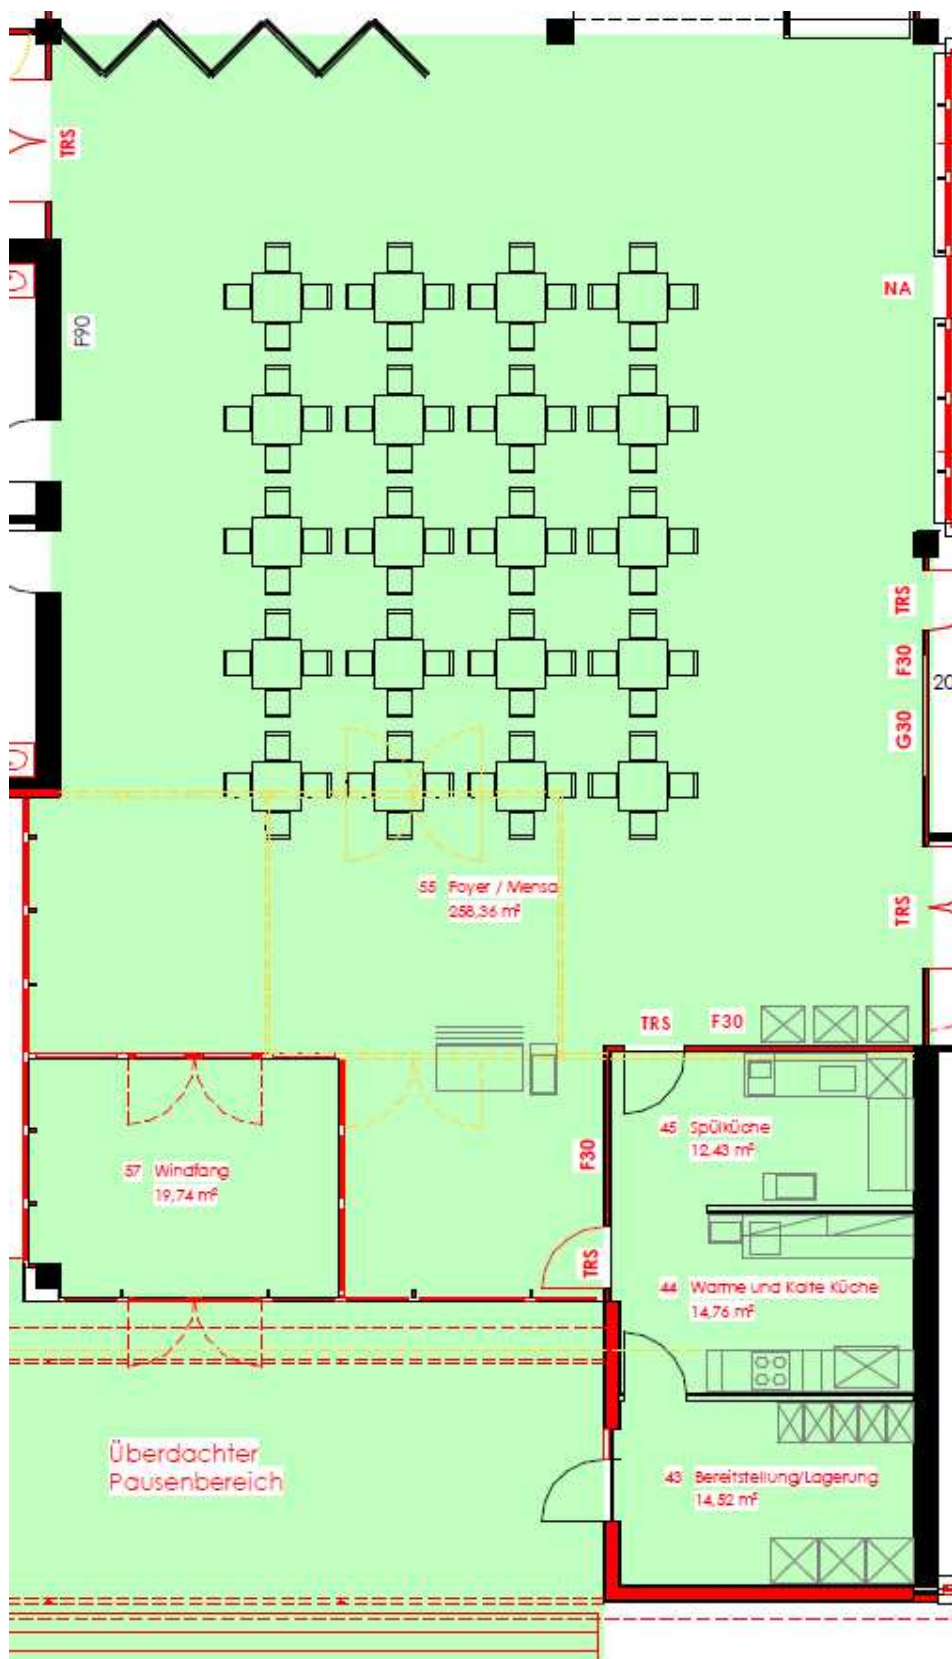 TRS
NA
F90
TRS
F30
20
G30
55 Foyer / Mensa
258,36 m²
TRS
TRS F30
45 Spülküche
12,43 m²
F30
57 Windfang
19,74 m²
TRS
44 Warme und Kalte Küche
14,76 m²
Überdachter
Pausenbereich
43 Bereitstellung/Lagerung
14,52 m²